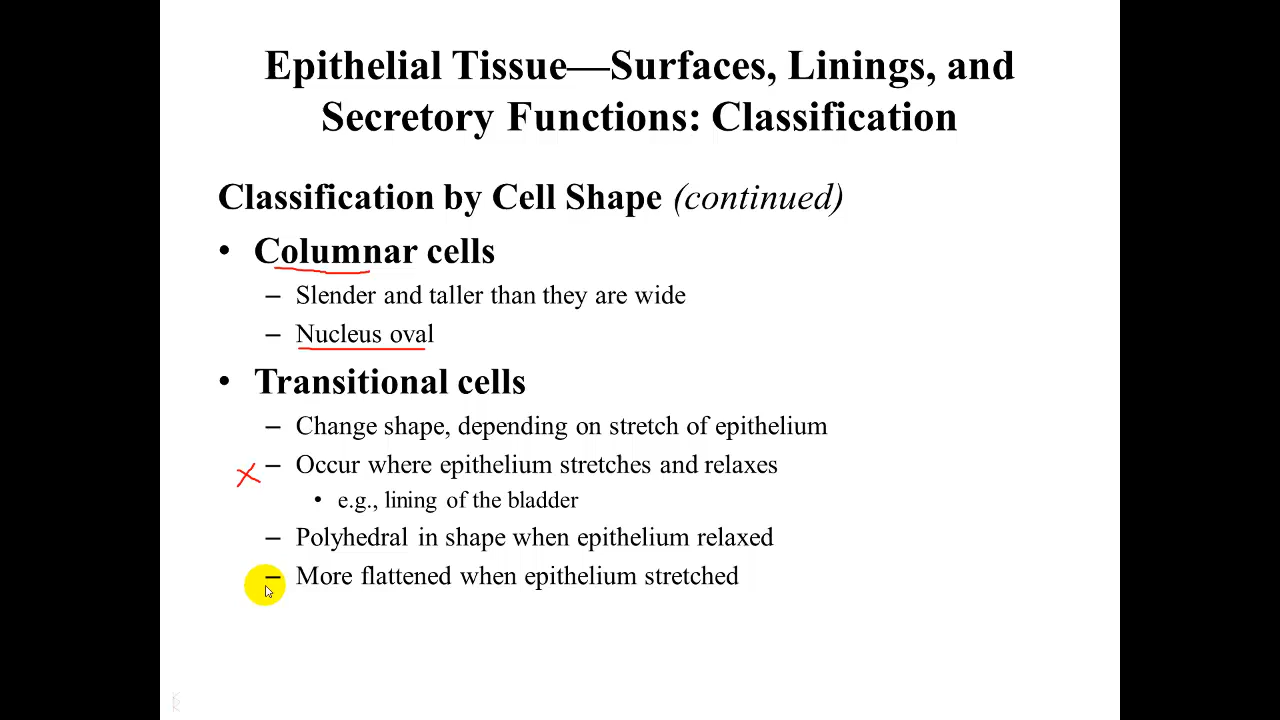 Epithelial Tissue—Surfaces, Linings, and
Secretory Functions: Classification
Classification by Cell Shape (continued)
• Columnar cells
– Slender and taller than they are wide
– Nucleus oval
• Transitional cells
– Change shape, depending on stretch of epithelium
– Occur where epithelium stretches and relaxes
• e.g., lining of the bladder
– Polyhedral in shape when epithelium relaxed
– More flattened when epithelium stretched